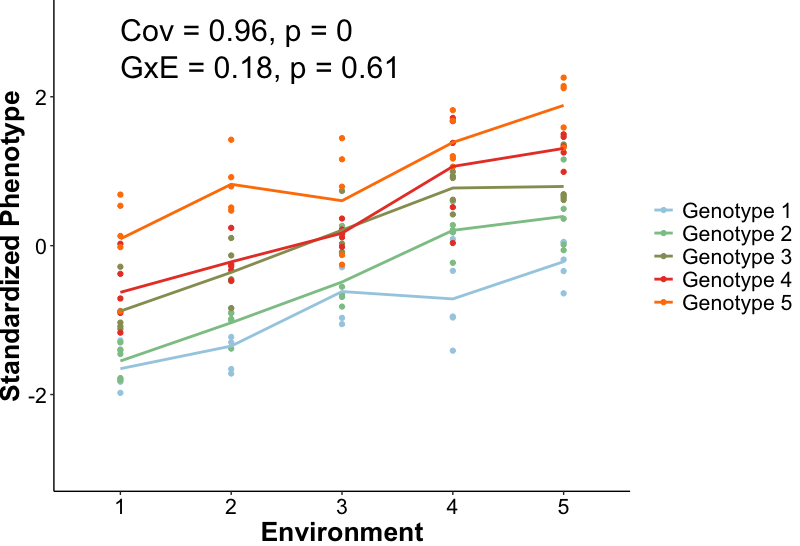 Cov = 0.96, p = 0
GxE = 0.18, p = 0.61
Standardized Phenotype
2
0
-2
1 2 3 4 5
Environment
Genotype 1
Genotype 2
Genotype 3
Genotype 4
Genotype 5